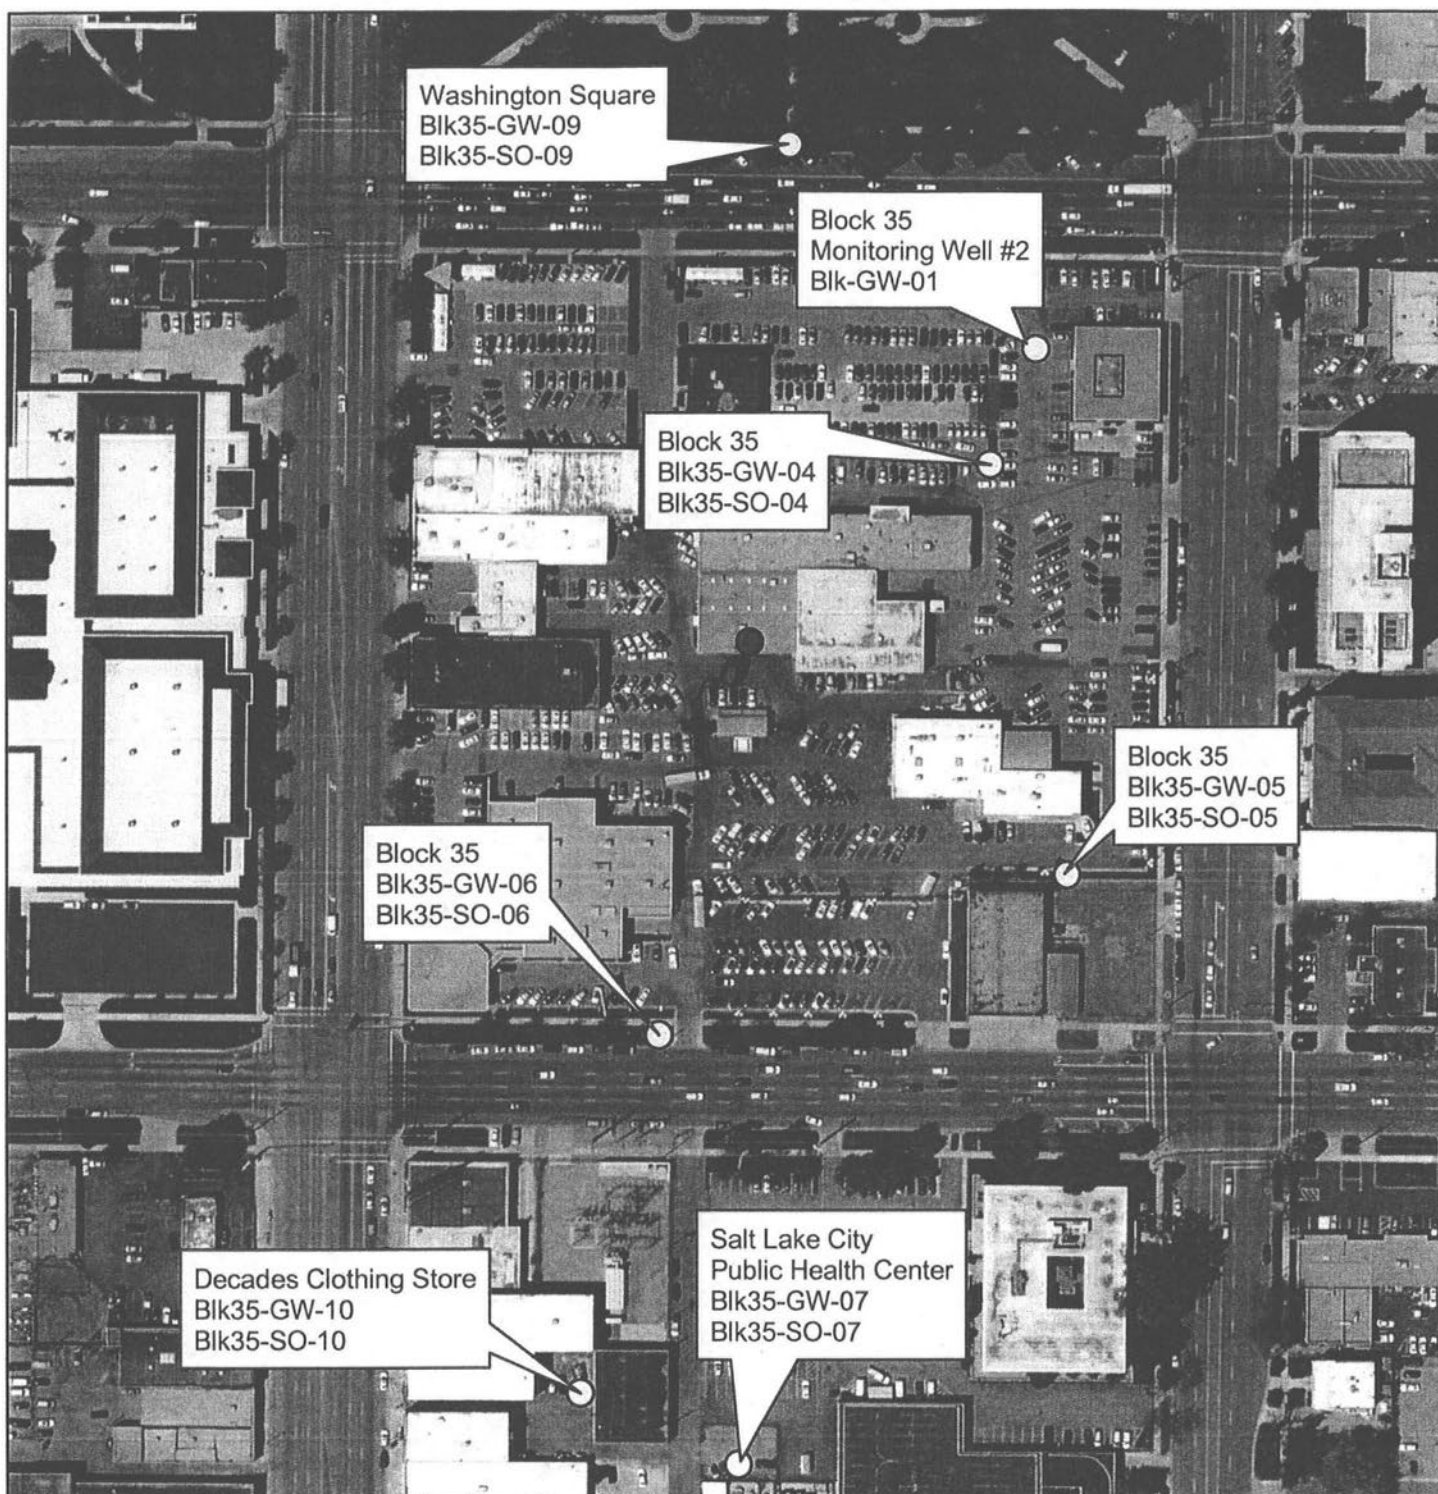 Washington Square
Blk35-GW-09
Blk35-SO-09
Block 35
Monitoring Well #2
Blk-GW-01
Block 35
Blk35-GW-04
Blk35-SO-04
Block 35
Blk35-GW-05
Blk35-SO-05
Block 35
Blk35-GW-06
Blk35-SO-06
Salt Lake City
Public Health Center
Blk35-GW-07
Blk35-SO-07
Decades Clothing Store
Blk35-GW-10
Blk35-SO-10